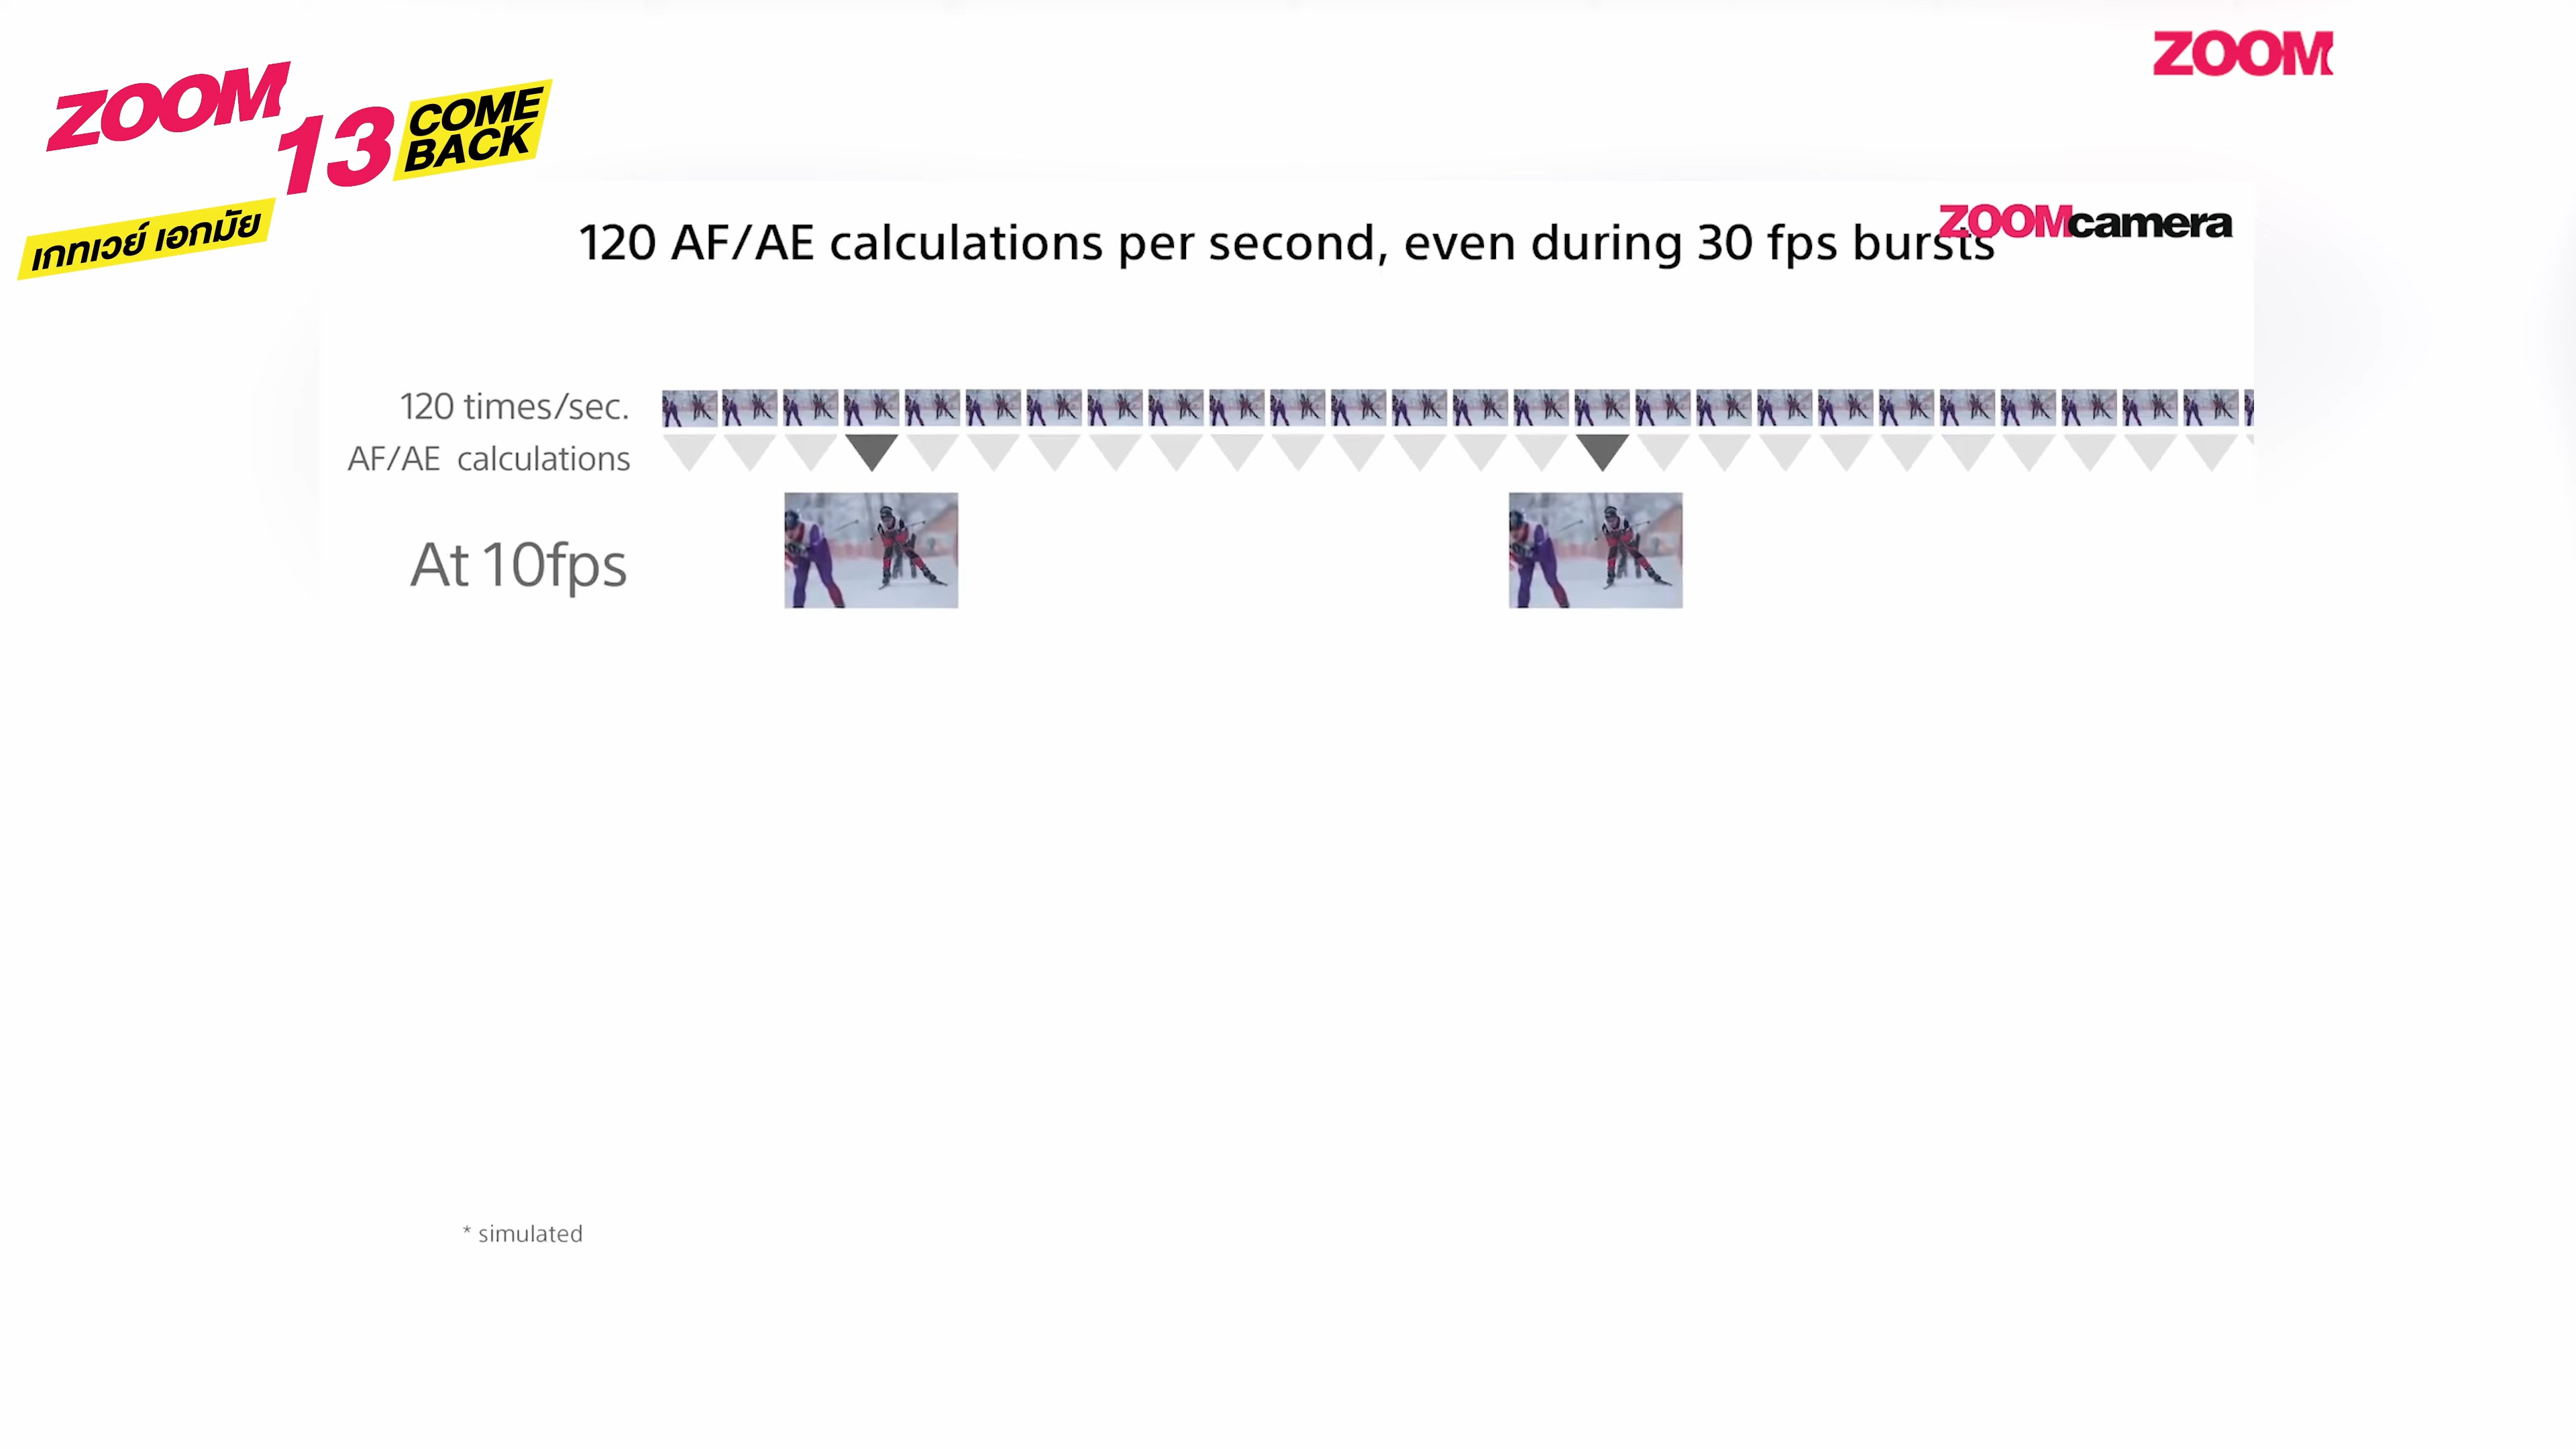 ZOOM
ZOOM
13
COME
BACK
เกทเวย์ เอกมัย
ZOOMcamera
120 AF/AE calculations per second, even during 30 fps bursts
120 times/sec.
AF/AE calculations
At 10fps
* simulated